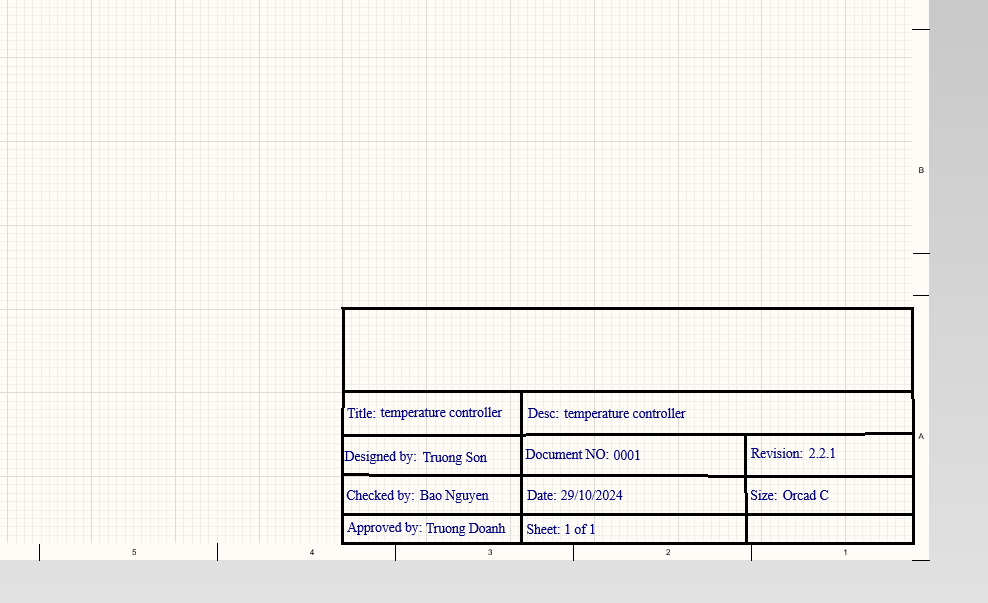 B
Title: temperature controller
Desc: temperature controller
A
Designed by: Truong Son
Document NO: 0001
Revision: 2.2.1
Checked by: Bao Nguyen
Date: 29/10/2024
Size: Orcad C
Approved by: Truong Doanh
Sheet: 1 of 1
5 4 3 2 1